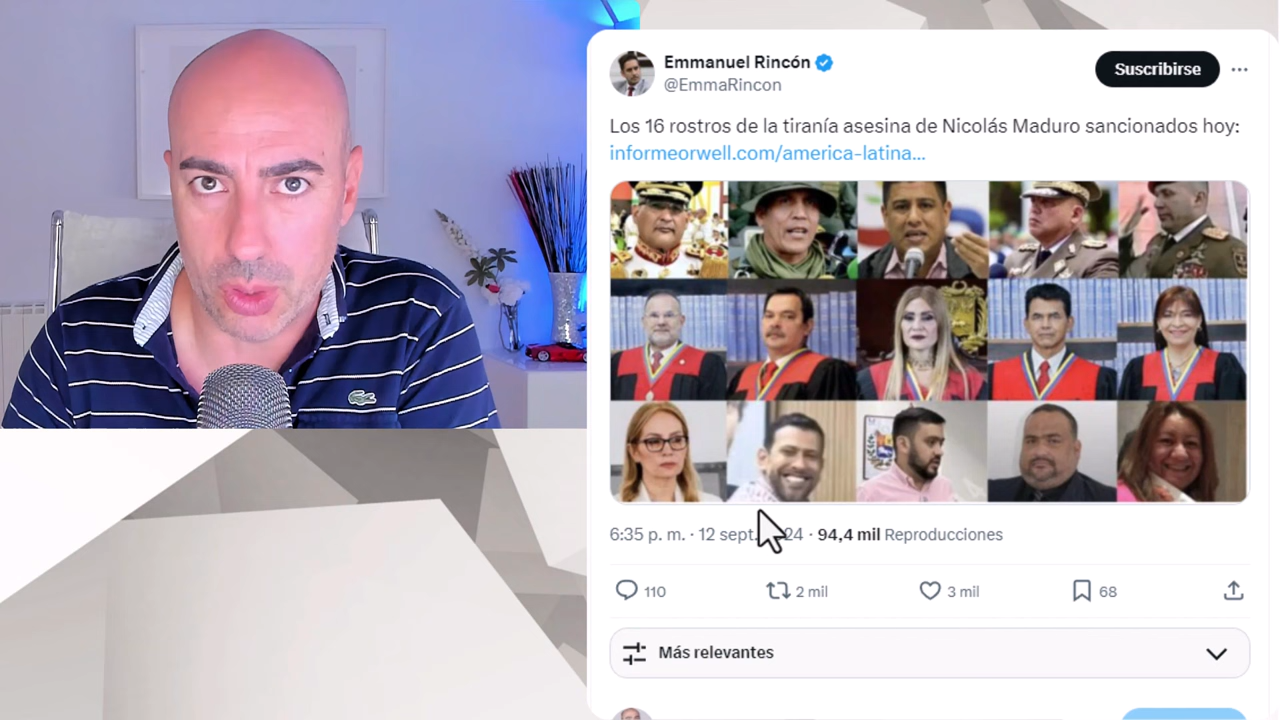 Emmanuel Rincón
@EmmaRincon
Suscribirse
Los 16 rostros de la tiranía asesina de Nicolás Maduro sancionados hoy:
informeorwell.com/america-latina...
6:35 p. m. · 12 sept. 24 · 94,4 mil Reproducciones
110
2 mil
3 mil
68
Más relevantes